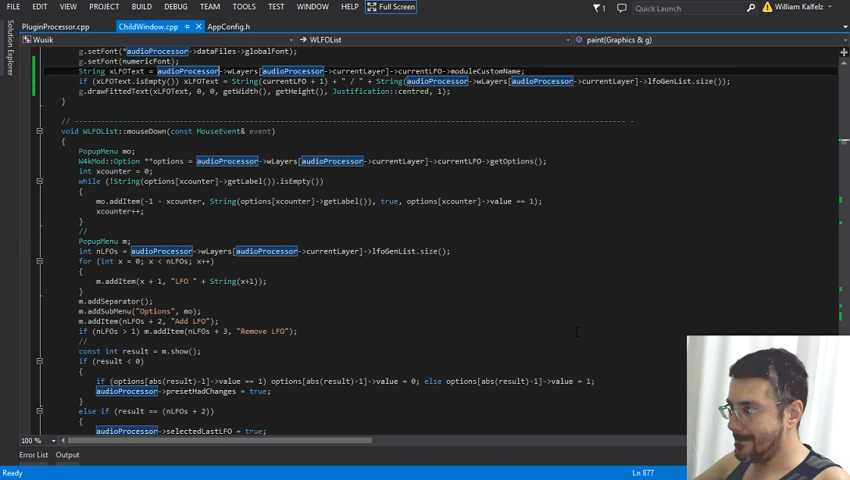 FILE EDIT VIEW PROJECT BUILD DEBUG TEAM TOOLS TEST WINDOW HELP Full Screen 1 Quick Launch William Kalfelz
PluginProcessor.cpp ChildWindow.cpp AppConfig.h
Solution Explorer
Wusik WLFOList paint(Graphics & g)
g.setFont(*audioProcessor->dataFiles->globalFont);
g.setFont(numericFont);
String xLFOText = audioProcessor->wLayers[audioProcessor->currentLayer]->currentLFO->moduleCustomName;
if (xLFOText.isEmpty()) xLFOText = String(currentLFO + 1) + " / " + String(audioProcessor->wLayers[audioProcessor->currentLayer]->lfoGenList.size());
g.drawFittedText(xLFOText, 0, 0, getWidth(), getHeight(), Justification::centred, 1);
}
// ------------------------------------------------------------------------------------------------------------ -
void WLFOList::mouseDown(const MouseEvent& event)
{
PopupMenu mo;
W4kMod::Option **options = audioProcessor->wLayers[audioProcessor->currentLayer]->currentLFO->getOptions();
int xcounter = 0;
while (!String(options[xcounter]->getLabel()).isEmpty())
{
mo.addItem(-1 - xcounter, String(options[xcounter]->getLabel()), true, options[xcounter]->value == 1);
xcounter++;
}
//
PopupMenu m;
int nLFOs = audioProcessor->wLayers[audioProcessor->currentLayer]->lfoGenList.size();
for (int x = 0; x < nLFOs; x++)
{
m.addItem(x + 1, "LFO " + String(x+1));
}
m.addSeparator();
m.addSubMenu("Options", mo);
m.addItem(nLFOs + 2, "Add LFO");
if (nLFOs > 1) m.addItem(nLFOs + 3, "Remove LFO");
//
const int result = m.show();
if (result < 0)
{
if (options[abs(result)-1]->value == 1) options[abs(result)-1]->value = 0; else options[abs(result)-1]->value = 1;
audioProcessor->presetHadChanges = true;
}
else if (result == (nLFOs + 2))
{
audioProcessor->selectedLastLFO = true;
100 %
Error List Output
Ready Ln 877